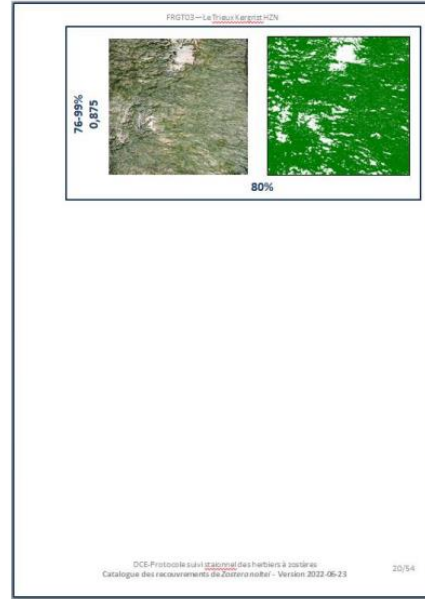 FRGT03 — Le Trieux Kergrist HZN
76-99%
0,875
80%
DCE-Protocole suivi stationnel des herbiers à zostères
Catalogue des recouvrements de Zostera noltei - Version 2022-06-23
20/54